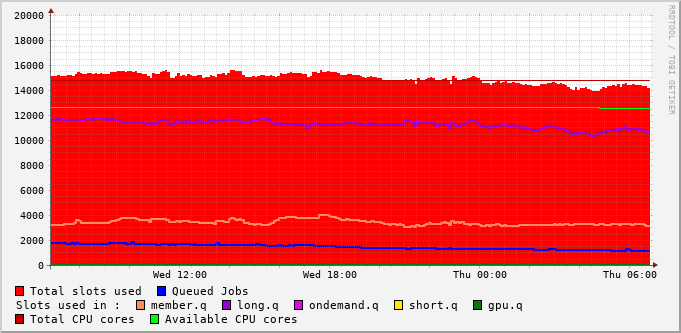 RRDTOOL / TOBI OETIKER
20000
18000
16000
14000
12000
10000
8000
6000
4000
2000
0
Wed 12:00 Wed 18:00 Thu 00:00 Thu 06:00
Total slots used Queued Jobs
Slots used in : member.q long.q ondemand.q short.q gpu.q
Total CPU cores Available CPU cores